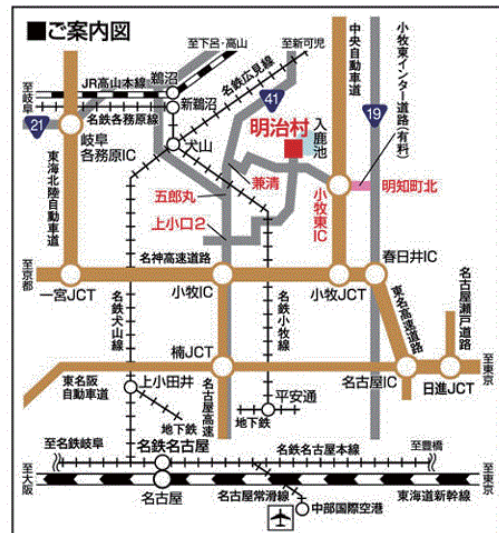 ■ご案内図
至下呂・高山
至新可児
中央自動車道
小牧東インター道路(有料)
至岐阜
JR高山本線
鵜沼
名鉄広見線
名鉄各務原線
新鵜沼
41
19
21
岐阜
各務原IC
犬山
明治村
入鹿池
東海北陸自動車道
兼清
五郎丸
小牧東IC
明知町北
上小口2
至京都
名神高速道路
春日井IC
一宮JCT
小牧IC
小牧JCT
名鉄犬山線
名鉄小牧線
東名高速道路
名古屋瀬戸道路
楠JCT
至東京
東名阪
自動車道
上小田井
名古屋高速
平安通
名古屋IC
日進JCT
地下鉄
地下鉄
至名鉄岐阜
名鉄名古屋
名鉄名古屋本線
至豊橋
至大阪
至東京
名古屋
名古屋常滑線
東海道新幹線
中部国際空港